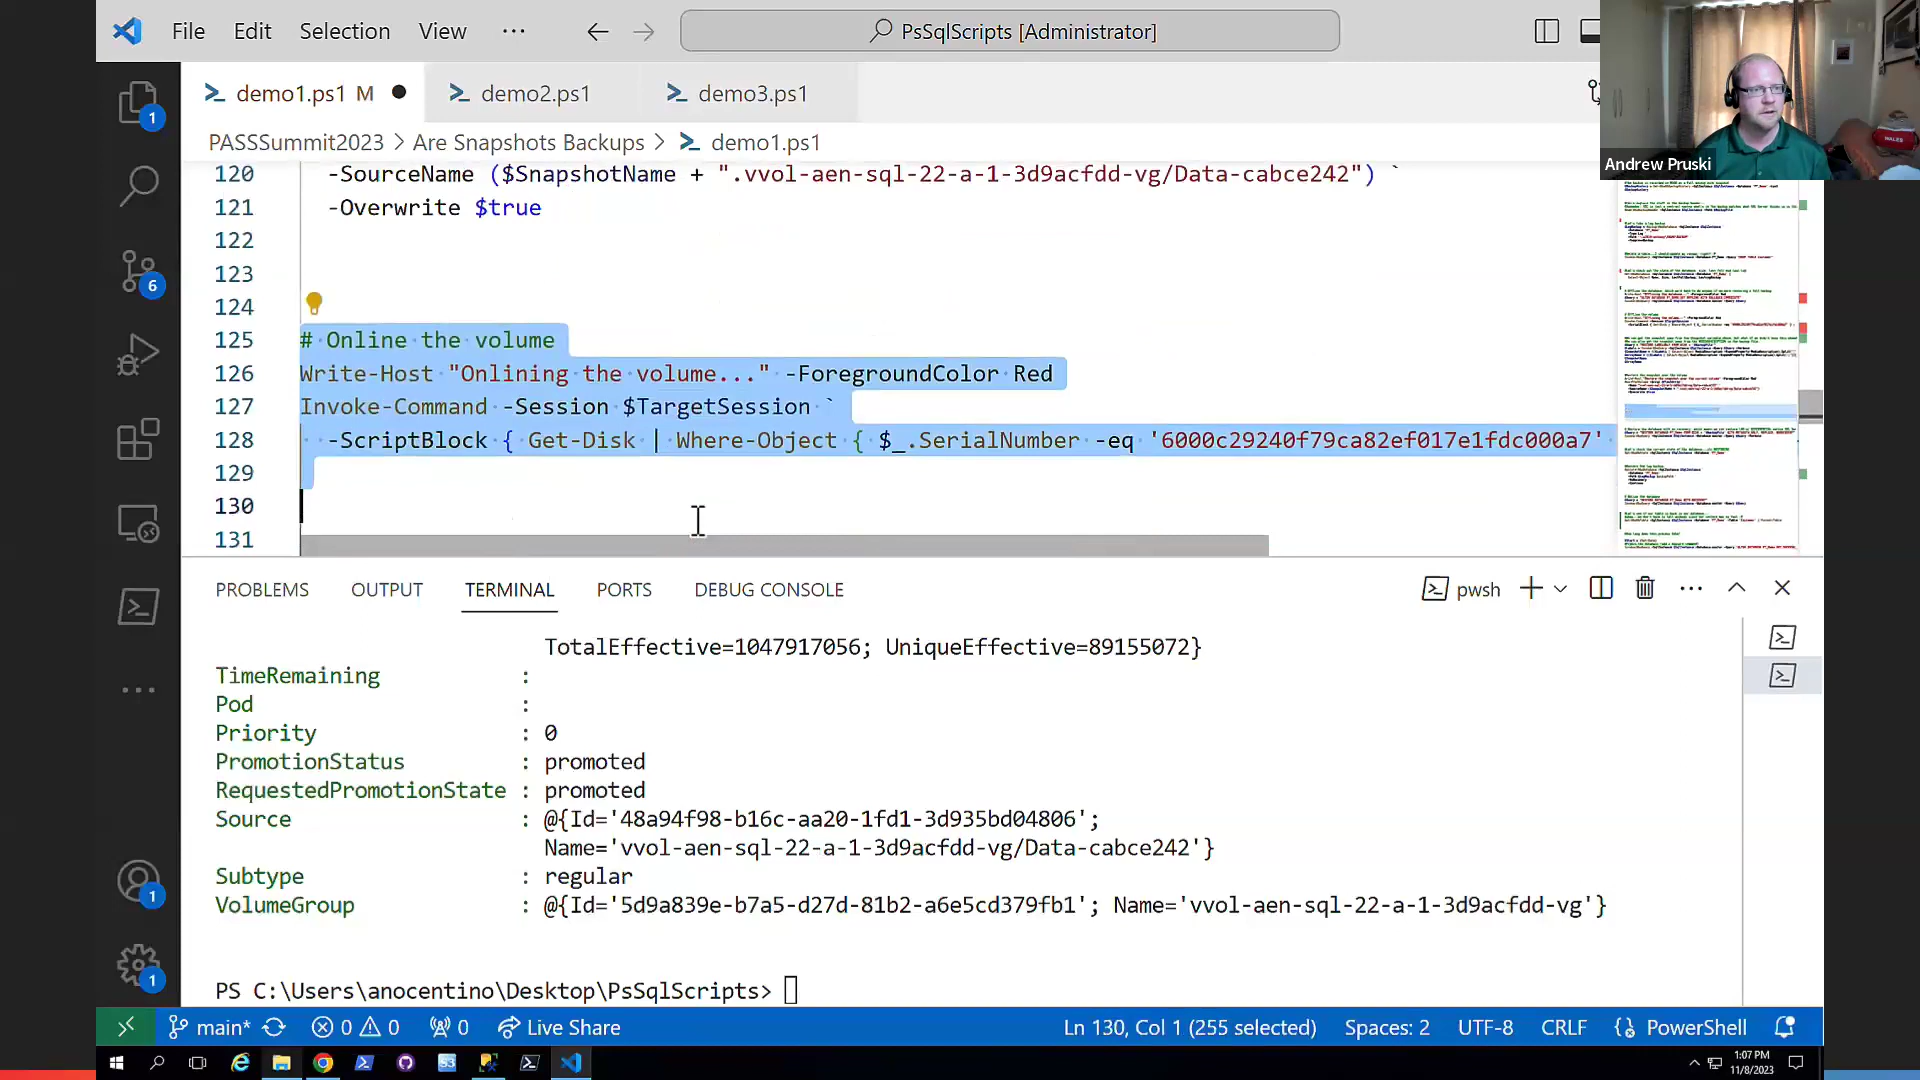 File Edit Selection View ··· PsSqlScripts [Administrator]
demo1.ps1 M demo2.ps1 demo3.ps1
PASSSummit2023 > Are Snapshots Backups > demo1.ps1
Andrew Pruski
120 -SourceName ($SnapshotName + ".vvol-aen-sql-22-a-1-3d9acfdd-vg/Data-cabce242") `
121 -Overwrite $true
122
123
124
125 # Online the volume
126 Write-Host "Onlining the volume..." -ForegroundColor Red
127 Invoke-Command -Session $TargetSession `
128 -ScriptBlock { Get-Disk | Where-Object { $_.SerialNumber -eq '6000c29240f79ca82ef017e1fdc000a7'
129
130
131
PROBLEMS OUTPUT TERMINAL PORTS DEBUG CONSOLE pwsh
TotalEffective=1047917056; UniqueEffective=89155072}
TimeRemaining :
Pod :
Priority : 0
PromotionStatus : promoted
RequestedPromotionState : promoted
Source : @{Id='48a94f98-b16c-aa20-1fd1-3d935bd04806';
Name='vvol-aen-sql-22-a-1-3d9acfdd-vg/Data-cabce242'}
Subtype : regular
VolumeGroup : @{Id='5d9a839e-b7a5-d27d-81b2-a6e5cd379fb1'; Name='vvol-aen-sql-22-a-1-3d9acfdd-vg'}
PS C:\Users\anocentino\Desktop\PsSqlScripts>
1
6
1
1
main* 0 0 0 Live Share Ln 130, Col 1 (255 selected) Spaces: 2 UTF-8 CRLF PowerShell
1:07 PM
11/8/2023